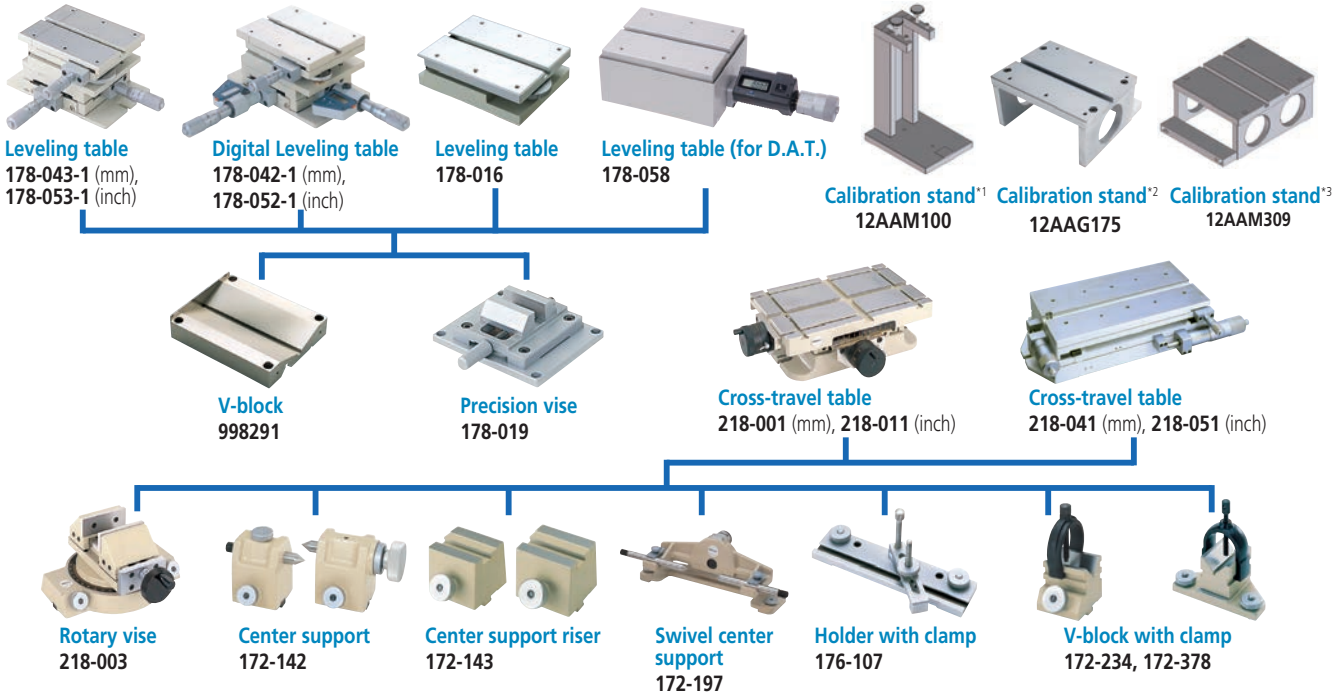 Leveling table
178-043-1 (mm),
178-053-1 (inch)
Digital Leveling table
178-042-1 (mm),
178-052-1 (inch)
Leveling table
178-016
Leveling table (for D.A.T.)
178-058
Calibration stand*1
12AAM100
Calibration stand*2
12AAG175
Calibration stand*3
12AAM309
V-block
998291
Precision vise
178-019
Cross-travel table
218-001 (mm), 218-011 (inch)
Cross-travel table
218-041 (mm), 218-051 (inch)
Rotary vise
218-003
Center support
172-142
Center support riser
172-143
Swivel center
support
172-197
Holder with clamp
176-107
V-block with clamp
172-234, 172-378